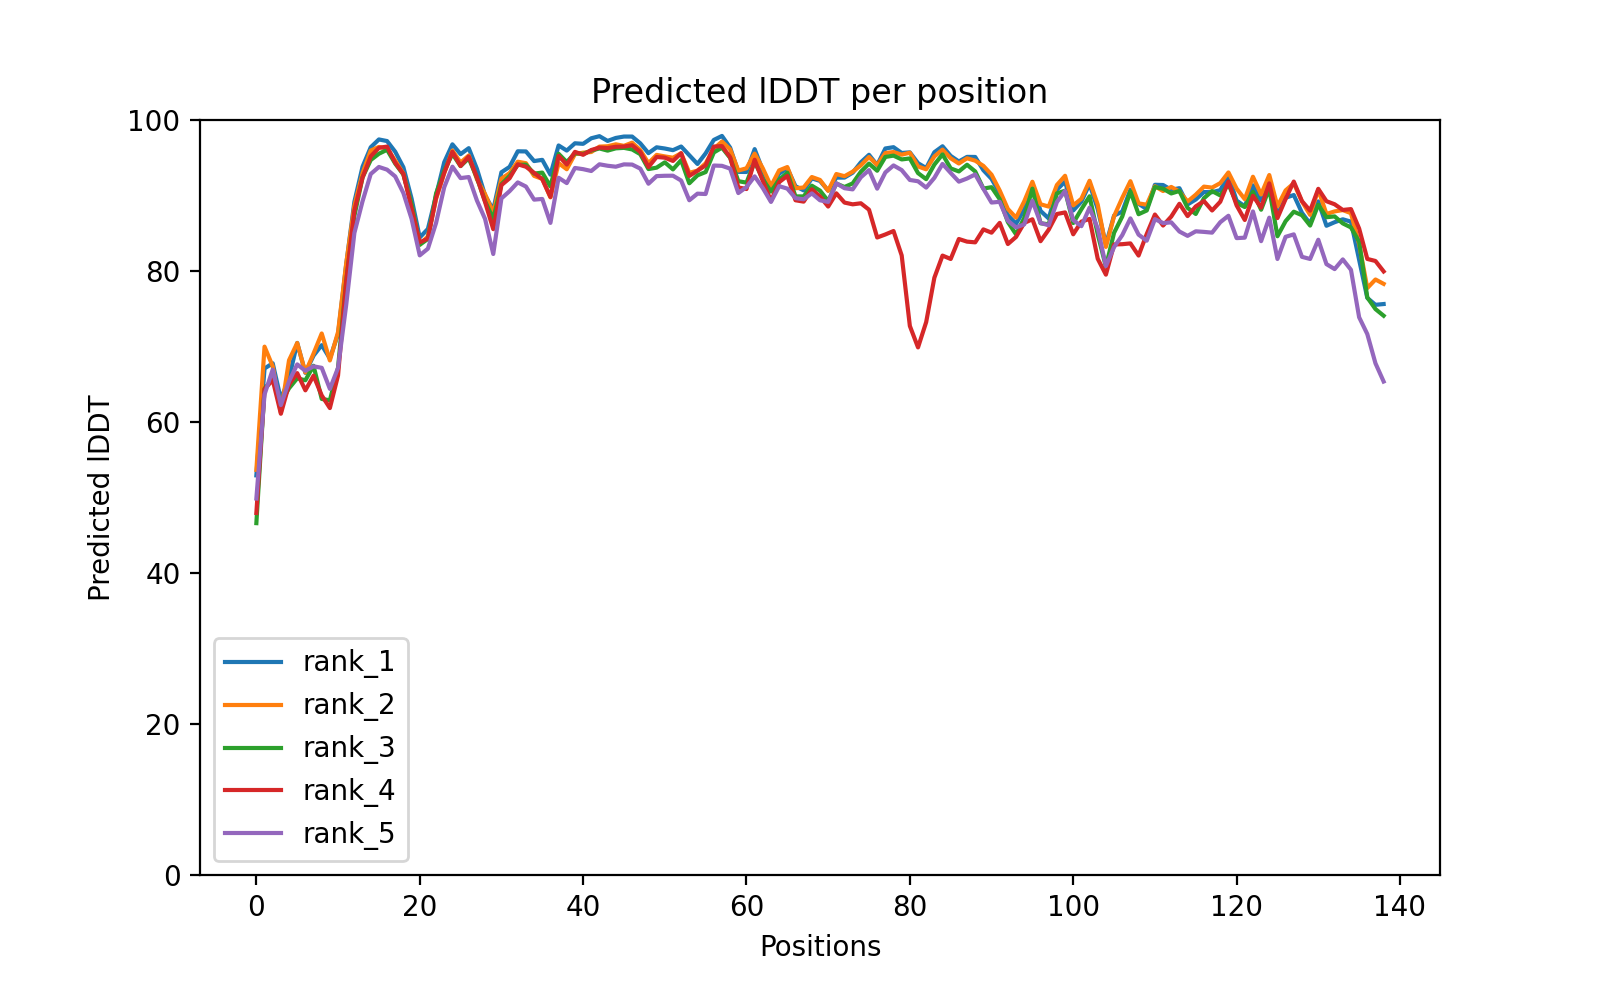 Predicted lDDT per position
100
80
60
40
20
0
Predicted lDDT
rank_1
rank_2
rank_3
rank_4
rank_5
0 20 40 60 80 100 120 140
Positions